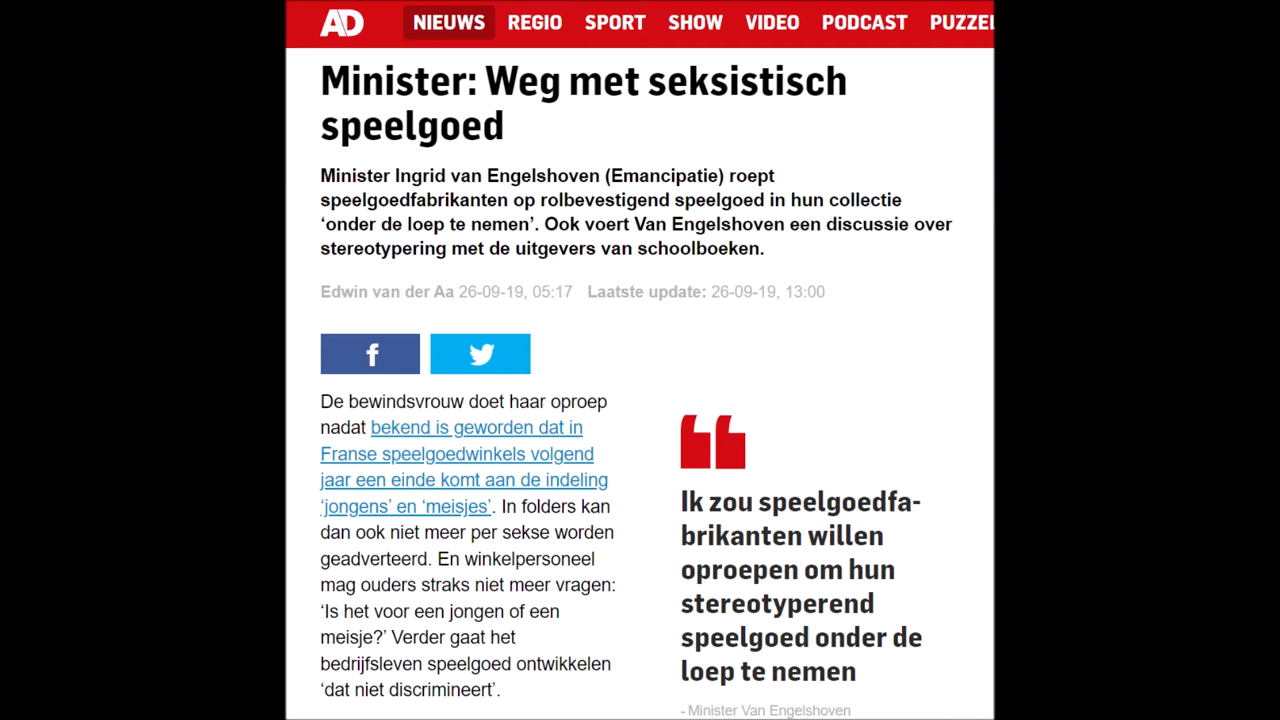 AD NIEUWS REGIO SPORT SHOW VIDEO PODCAST PUZZEL
Minister: Weg met seksistisch
speelgoed
Minister Ingrid van Engelshoven (Emancipatie) roept
speelgoedfabrikanten op rolbevestigend speelgoed in hun collectie
‘onder de loep te nemen’. Ook voert Van Engelshoven een discussie over
stereotypering met de uitgevers van schoolboeken.
Edwin van der Aa 26-09-19, 05:17 Laatste update: 26-09-19, 13:00
De bewindsvrouw doet haar oproep
nadat bekend is geworden dat in
Franse speelgoedwinkels volgend
jaar een einde komt aan de indeling
‘jongens’ en ‘meisjes’. In folders kan
dan ook niet meer per sekse worden
geadverteerd. En winkelpersoneel
mag ouders straks niet meer vragen:
‘Is het voor een jongen of een
meisje?’ Verder gaat het
bedrijfsleven speelgoed ontwikkelen
‘dat niet discrimineert’.
Ik zou speelgoedfa-
brikanten willen
oproepen om hun
stereotyperend
speelgoed onder de
loep te nemen
- Minister Van Engelshoven